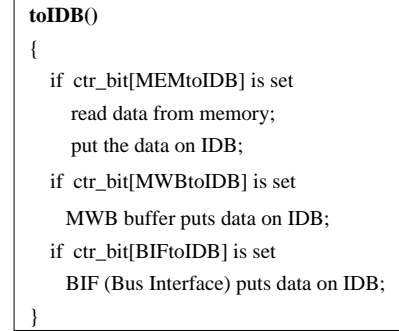 toIDB()
{
if ctr_bit[MEMtoIDB] is set
read data from memory;
put the data on IDB;
if ctr_bit[MWBtoIDB] is set
MWB buffer puts data on IDB;
if ctr_bit[BIFtoIDB] is set
BIF (Bus Interface) puts data on IDB;
}